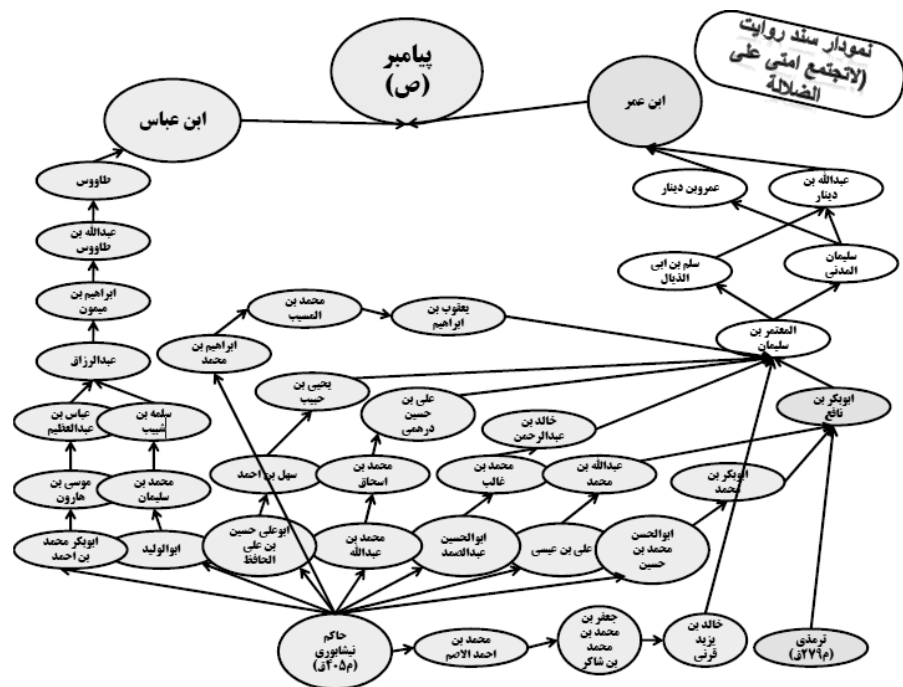 نمودار سند روایت
(لاتجتمع امتی علی
الضلالة
پیامبر
(ص)
ابن عمر
ابن عباس
طاووس
عبدالله بن
طاووس
ابراهیم بن
میمون
عبدالرزاق
عباس بن
عبدالعظیم
سلمه بن
شبیب
موسی بن
هارون
محمد بن
سلیمان
ابوبکر محمد
بن احمد
ابوالولید
عمروبن دینار
عبدالله بن
دینار
سلم بن ابی
الذیال
سلیمان
المدنی
المعتمر بن
سلیمان
محمد بن
المسیب
یعقوب بن
ابراهیم
ابراهیم بن
محمد
یحیی بن
حبیب
علی بن
حسین
درهمی
خالد بن
عبدالرحمن
ابوبکر بن
نافع
سهل بن احمد
محمد بن
اسحاق
محمد بن
غالب
عبدالله بن
محمد
ابوبکر بن
محمد
ابوعلی حسین
بن علی
الحافظ
محمد بن
عبدالله
ابوالحسین
عبدالصمد
علی بن عیسی
ابوالحسن
محمد بن
حسین
حاکم
نیشابوری
(م۴۰۵ق)
محمد بن
احمد الاصم
جعفر بن
محمد بن
محمد
بن شاکر
خالد بن
یزید
قرنی
ترمذی
(م۲۷۹ق)